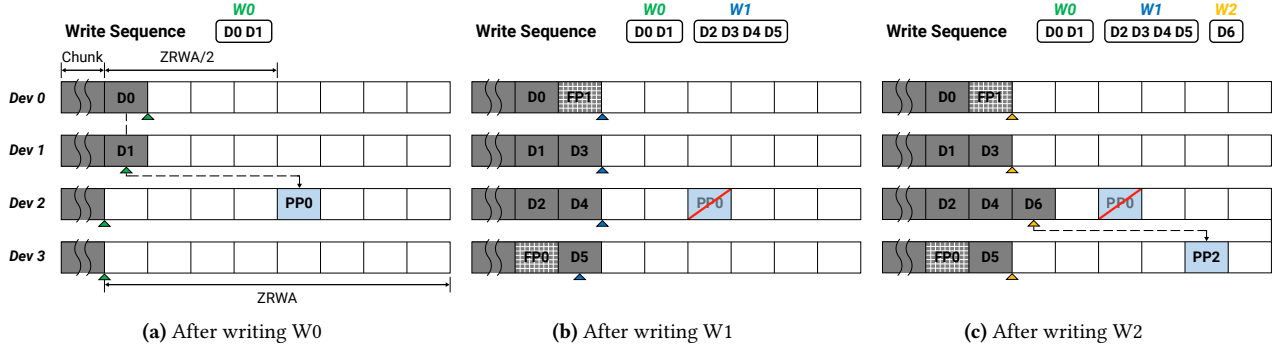 W0
Write Sequence D0 D1
Chunk ZRWA/2
Dev 0 D0
Dev 1 D1
Dev 2 PP0
Dev 3
ZRWA
(a) After writing W0
W0 W1
Write Sequence D0 D1 D2 D3 D4 D5
D0 FP1
D1 D3
D2 D4 PP0
FP0 D5
(b) After writing W1
W0 W1 W2
Write Sequence D0 D1 D2 D3 D4 D5 D6
D0 FP1
D1 D3
D2 D4 D6 PP0
FP0 D5 PP2
(c) After writing W2